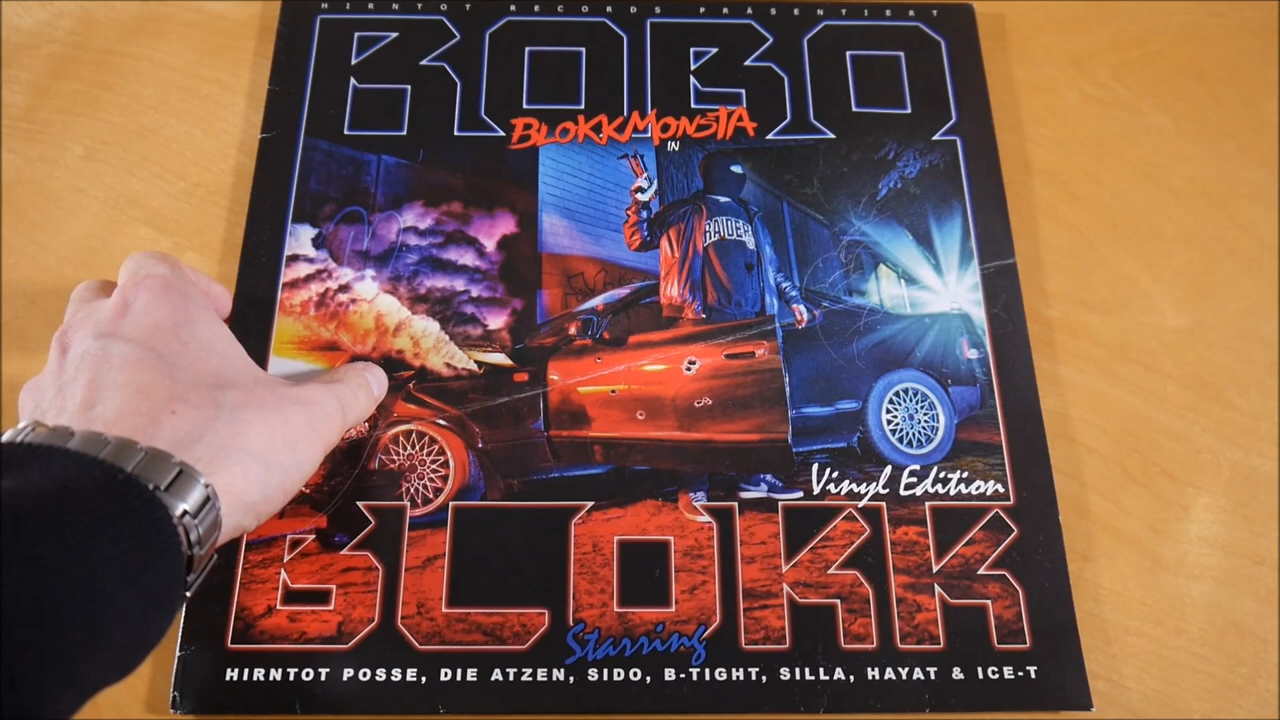 HIRNTOT RECORDS PRÄSENTIERT
ROBO
BLOKKMONSTA
IN
RAIDERS
Vinyl Edition
BLOKK
Starring
HIRNTOT POSSE, DIE ATZEN, SIDO, B-TIGHT, SILLA, HAYAT & ICE-T